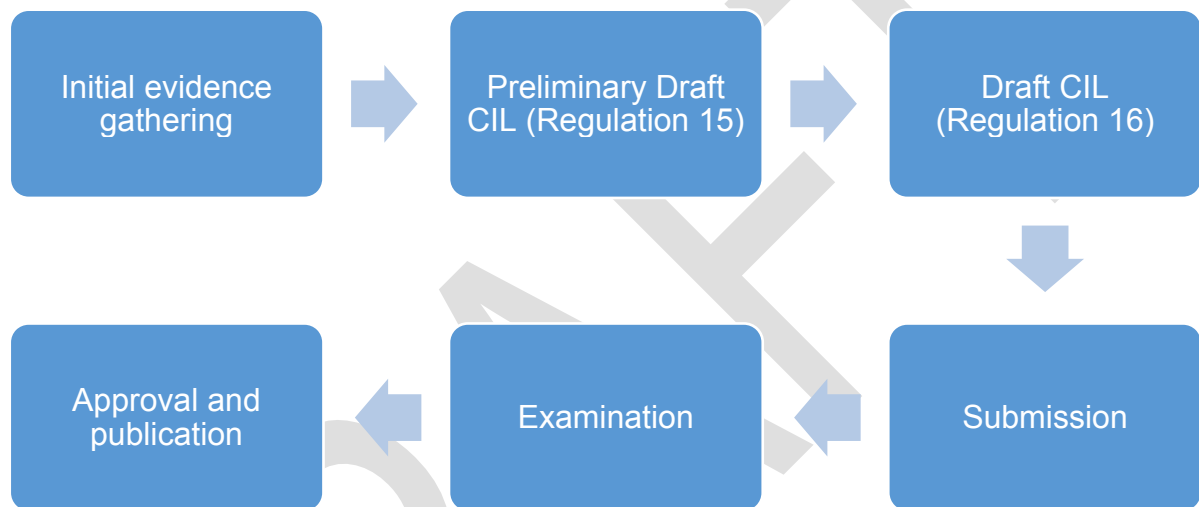 Initial evidence
gathering
Preliminary Draft
CIL (Regulation 15)
Draft CIL
(Regulation 16)
Submission
Examination
Approval and
publication